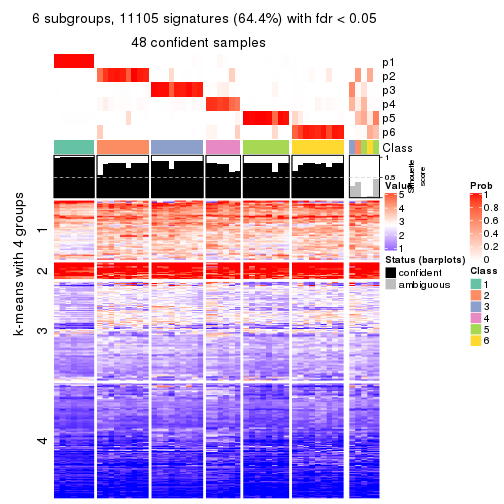 6 subgroups, 11105 signatures (64.4%) with fdr < 0.05
48 confident samples
p1
p2
p3
p4
p5
p6
Class
1
0.5
0
Silhouette
score
k-means with 4 groups
1
2
3
4
Value
5
4
3
2
1
Status (barplots)
confident
ambiguous
Prob
1
0.8
0.6
0.4
0.2
0
Class
1
2
3
4
5
6